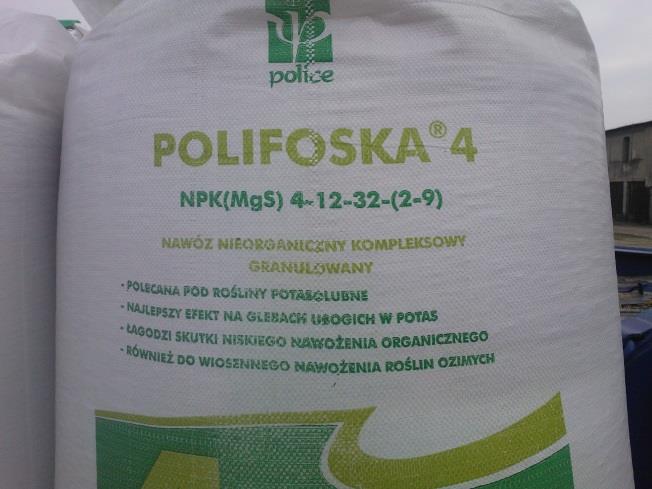 police
POLIFOSKA® 4
NPK(MgS) 4-12-32-(2-9)
NAWÓZ NIEORGANICZNY KOMPLEKSOWY
GRANULOWANY
- POLECANA POD ROŚLINY POTASOLUBNE
- NAJLEPSZY EFEKT NA GLEBACH UBOGICH W POTAS
- ŁAGODZI SKUTKI NISKIEGO NAWOŻENIA ORGANICZNEGO
- RÓWNIEŻ DO WIOSENNEGO NAWOŻENIA ROŚLIN OZIMYCH